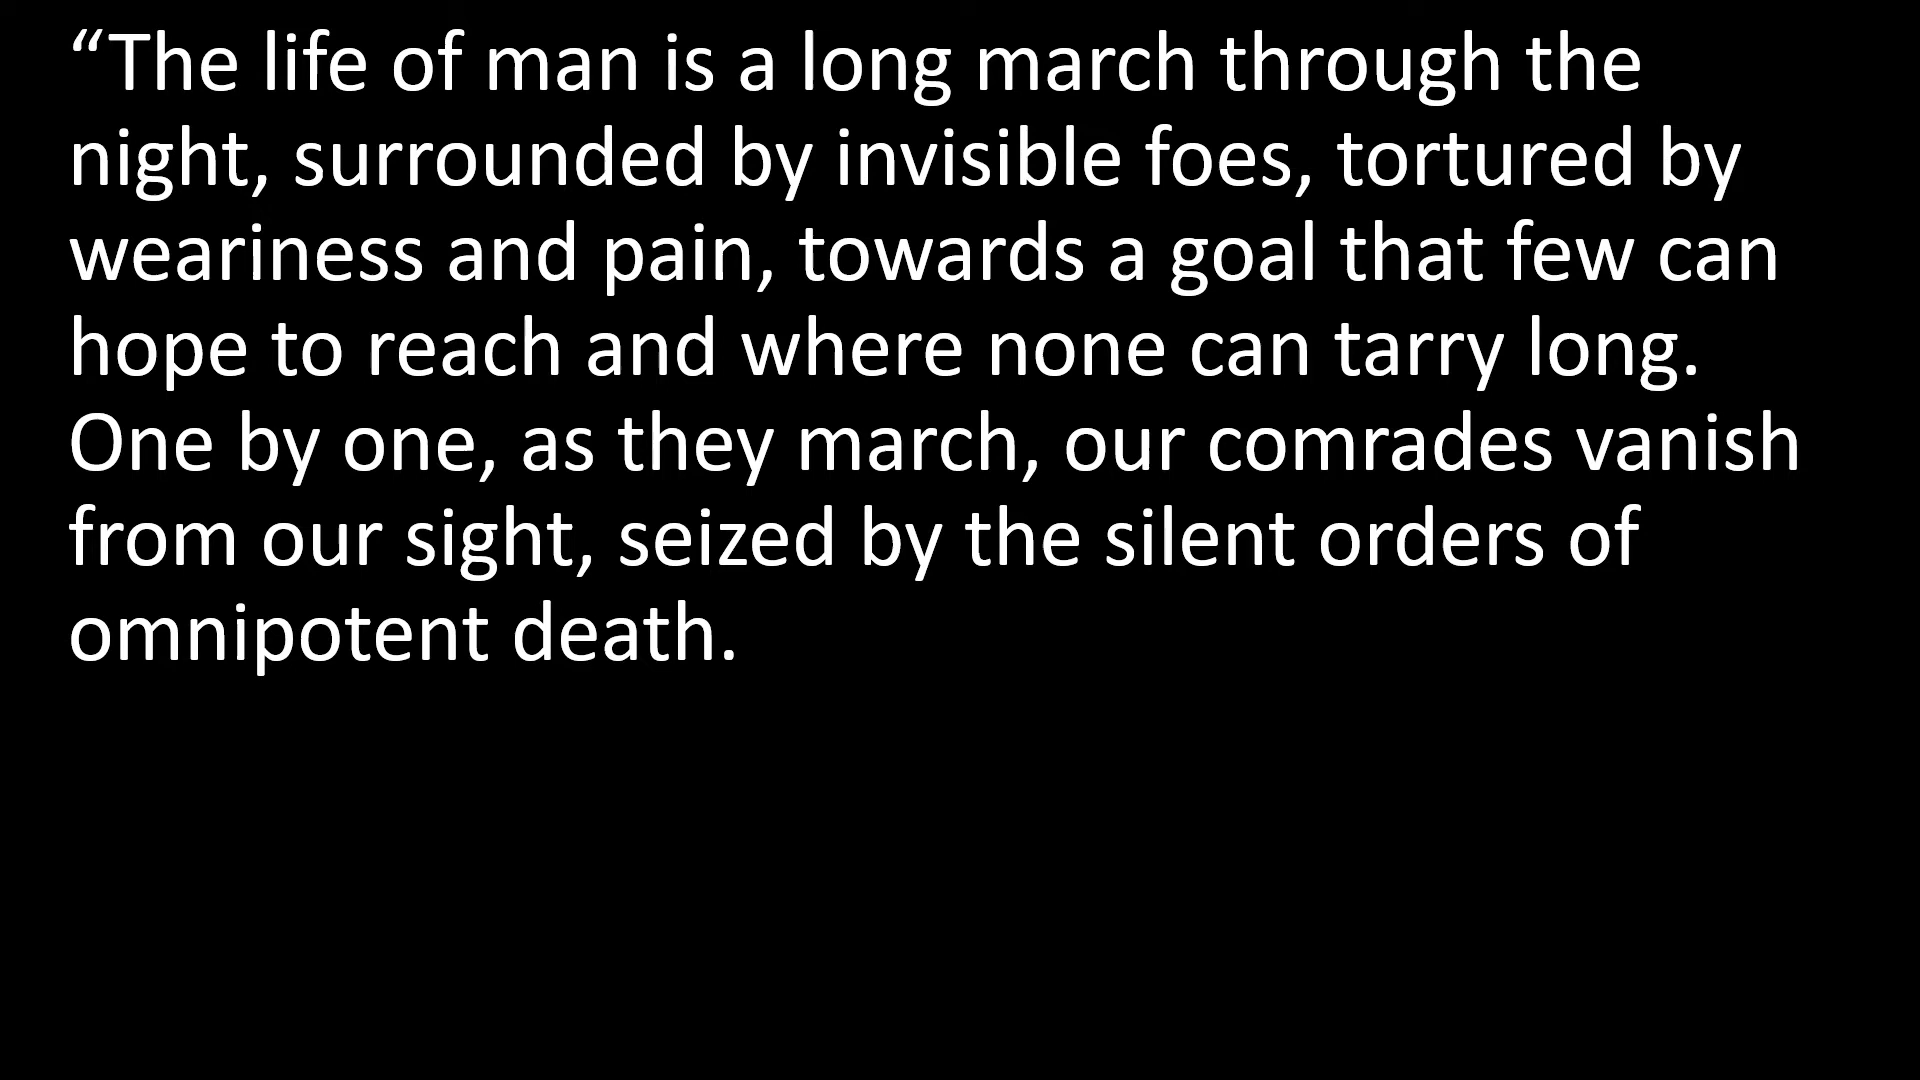 “The life of man is a long march through the
night, surrounded by invisible foes, tortured by
weariness and pain, towards a goal that few can
hope to reach and where none can tarry long.
One by one, as they march, our comrades vanish
from our sight, seized by the silent orders of
omnipotent death.